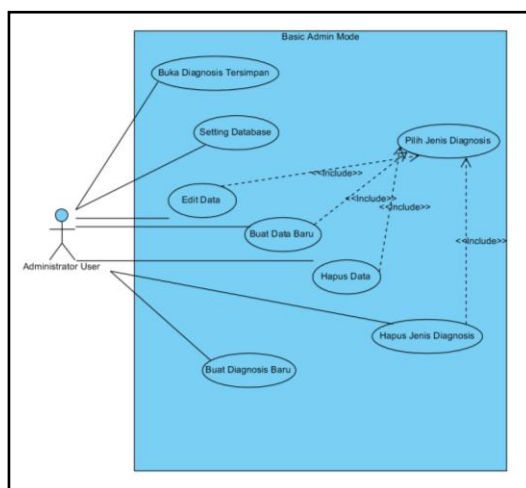 Basic Admin Mode
Buka Diagnosis Tersimpan
Setting Database
Pilih Jenis Diagnosis
<<Include>>
Edit Data
<<Include>>
<<Include>>
Buat Data Baru
<<Include>>
Administrator User
Hapus Data
Hapus Jenis Diagnosis
Buat Diagnosis Baru